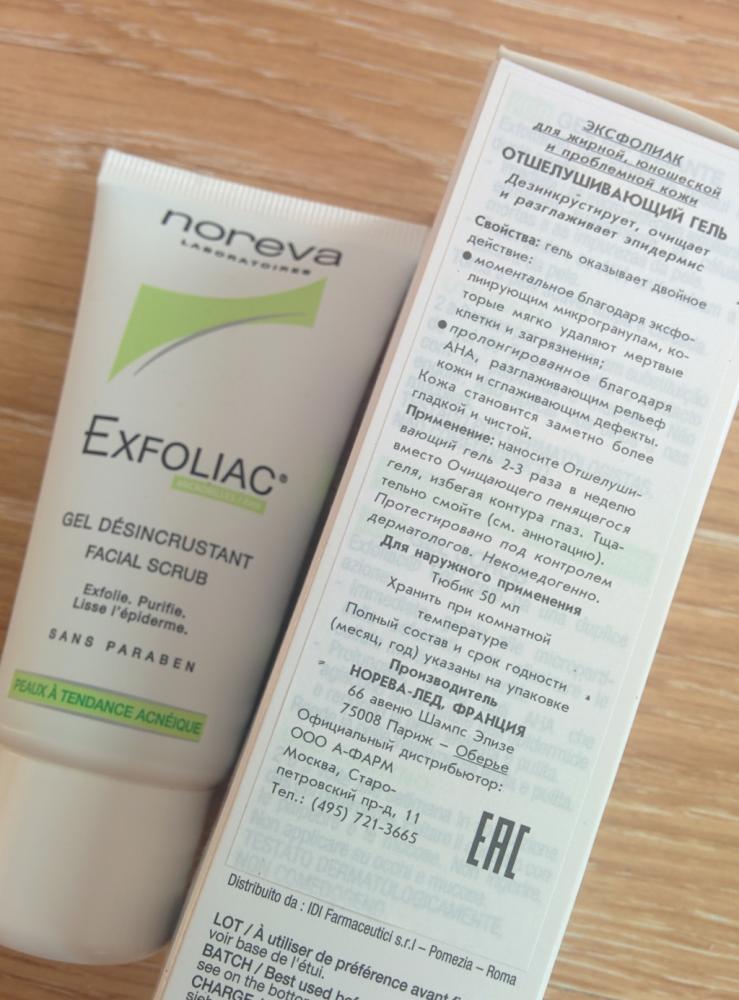 noreva
LABORATOIRES
EXFOLIAC®
MICROBILLES / AHA
GEL DÉSINCRUSTANT
FACIAL SCRUB
Exfolie. Purifie.
Lisse l'épiderme.
SANS PARABEN
PEAUX À TENDANCE ACNÉIQUE
ЭКСФОЛИАК
для жирной, юношеской
и проблемной кожи
ОТШЕЛУШИВАЮЩИЙ ГЕЛЬ
Дезинкрустирует, очищает
и разглаживает эпидермис
Свойства: гель оказывает двойное
действие:
●моментальное благодаря эксфо-
лиирующим микрогранулам, ко-
торые мягко удаляют мертвые
клетки и загрязнения;
●пролонгированное благодаря
АНА, разглаживающим рельеф
кожи и сглаживающим дефекты.
Кожа становится заметно более
гладкой и чистой.
Применение: наносите Отшелуши-
вающий гель 2-3 раза в неделю
вместо Очищающего пенящегося
геля, избегая контура глаз. Тща-
тельно смойте (см. аннотацию).
Протестировано под контролем
дерматологов. Некомедогенно.
Для наружного применения
Тюбик 50 мл
Хранить при комнатной
температуре
Полный состав и срок годности
(месяц, год) указаны на упаковке
Производитель
НОРЕВА-ЛЕД, ФРАНЦИЯ
66 авеню Шампс Элизе
75008 Париж – Оберье
Официальный дистрибьютор:
ООО А-ФАРМ
Москва, Старо-
петровский пр-д, 11
Тел.: (495) 721-3665
EAC
Distribuito da : IDI Farmaceutici s.r.l – Pomezia – Roma
LOT / À utiliser de préférence avant
voir base de l'étui.
BATCH / Best used
see on the bottom
CHARGE